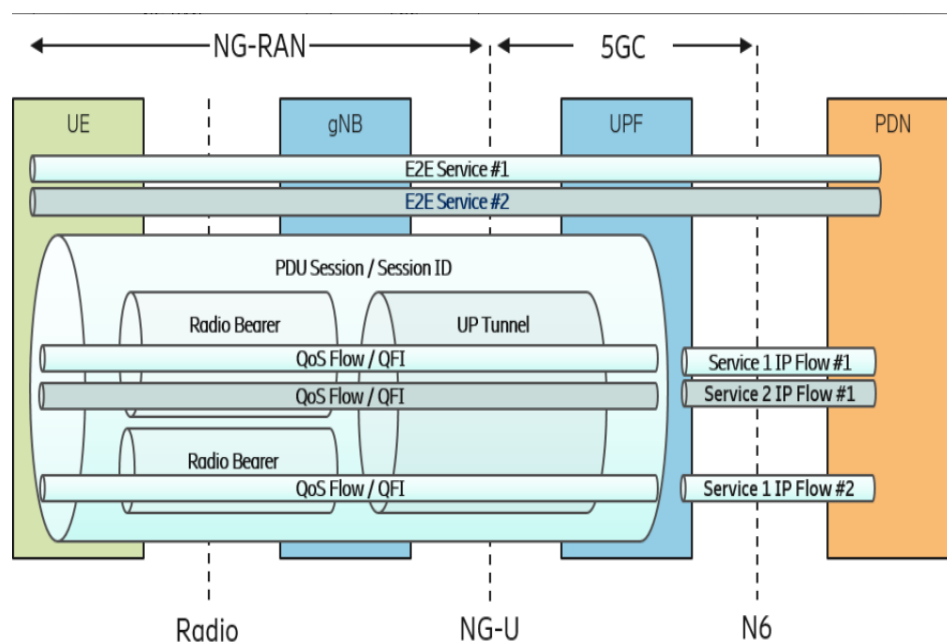 NG-RAN
5GC
UE
gNB
UPF
PDN
E2E Service #1
E2E Service #2
PDU Session / Session ID
Radio Bearer
UP Tunnel
QoS Flow / QFI
Service 1 IP Flow #1
QoS Flow / QFI
Service 2 IP Flow #1
Radio Bearer
QoS Flow / QFI
Service 1 IP Flow #2
Radio
NG-U
N6